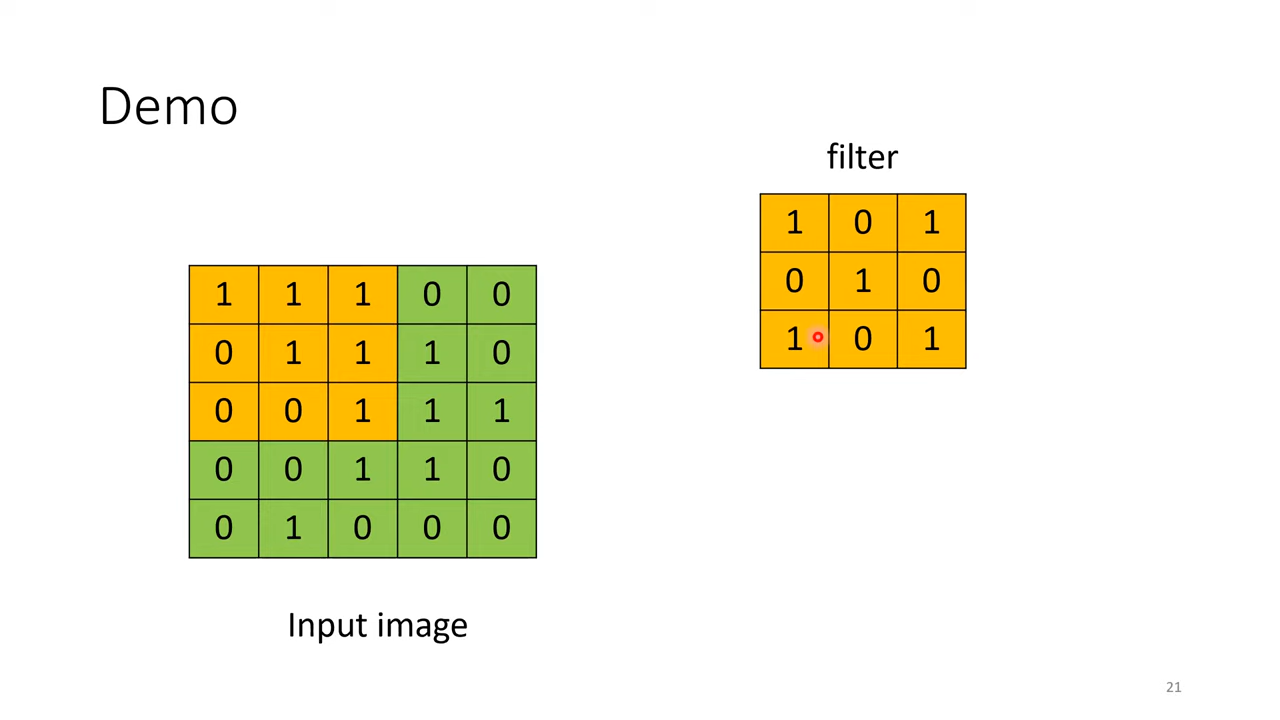 Demo
filter
1 0 1
0 1 0
1 0 1
1 1 1 0 0
0 1 1 1 0
0 0 1 1 1
0 0 1 1 0
0 1 0 0 0
Input image
21